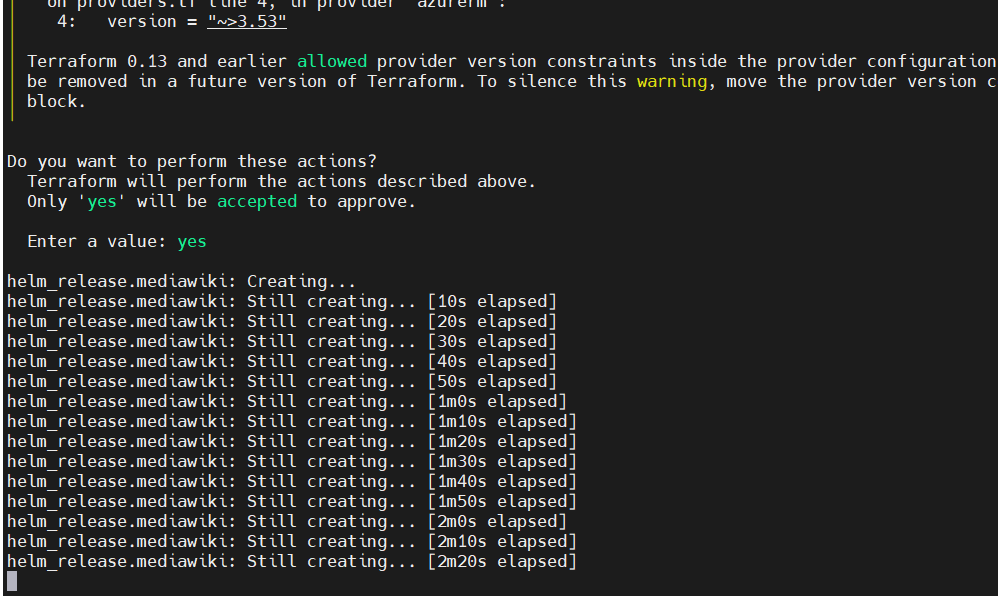 on providers.tf line 4, in provider "azurerm":
4:   version = "~>3.53"
Terraform 0.13 and earlier allowed provider version constraints inside the provider configuration
be removed in a future version of Terraform. To silence this warning, move the provider version c
block.
Do you want to perform these actions?
Terraform will perform the actions described above.
Only 'yes' will be accepted to approve.
Enter a value: yes
helm_release.mediawiki: Creating...
helm_release.mediawiki: Still creating... [10s elapsed]
helm_release.mediawiki: Still creating... [20s elapsed]
helm_release.mediawiki: Still creating... [30s elapsed]
helm_release.mediawiki: Still creating... [40s elapsed]
helm_release.mediawiki: Still creating... [50s elapsed]
helm_release.mediawiki: Still creating... [1m0s elapsed]
helm_release.mediawiki: Still creating... [1m10s elapsed]
helm_release.mediawiki: Still creating... [1m20s elapsed]
helm_release.mediawiki: Still creating... [1m30s elapsed]
helm_release.mediawiki: Still creating... [1m40s elapsed]
helm_release.mediawiki: Still creating... [1m50s elapsed]
helm_release.mediawiki: Still creating... [2m0s elapsed]
helm_release.mediawiki: Still creating... [2m10s elapsed]
helm_release.mediawiki: Still creating... [2m20s elapsed]